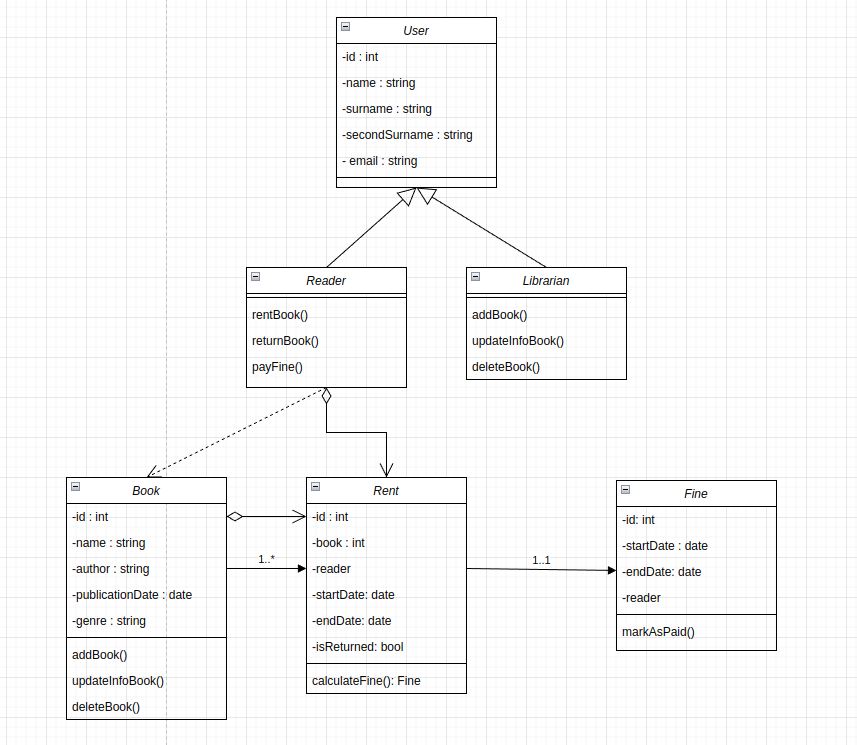 User
-id : int
-name : string
-surname : string
-secondSurname : string
- email : string
Reader
rentBook()
returnBook()
payFine()
Librarian
addBook()
updateInfoBook()
deleteBook()
Book
-id : int
-name : string
-author : string
-publicationDate : date
-genre : string
addBook()
updateInfoBook()
deleteBook()
1..*
Rent
-id : int
-book : int
-reader
-startDate: date
-endDate: date
-isReturned: bool
calculateFine(): Fine
1..1
Fine
-id: int
-startDate : date
-endDate: date
-reader
markAsPaid()